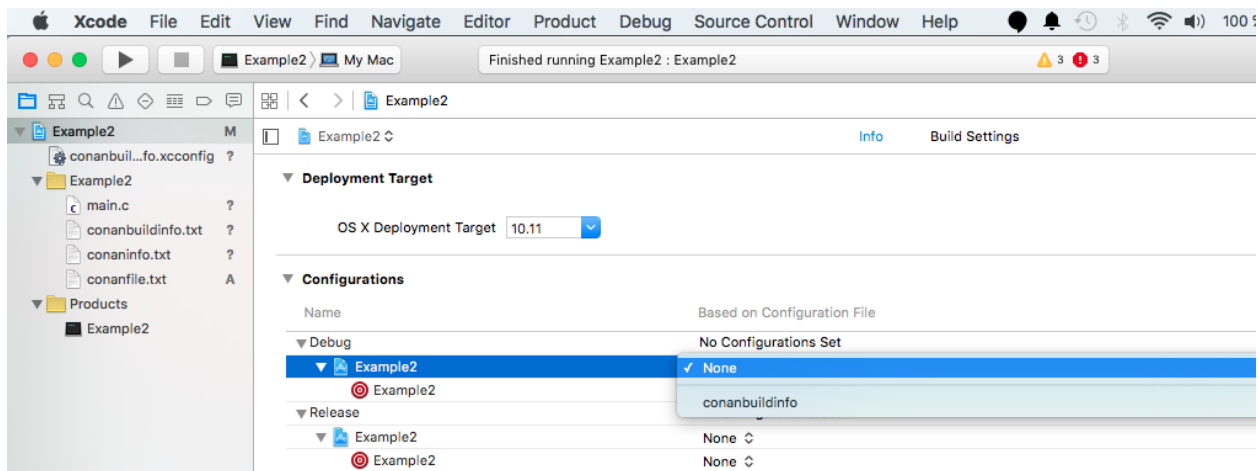 Xcode File Edit View Find Navigate Editor Product Debug Source Control Window Help 100 %
Example2 My Mac Finished running Example2 : Example2 3 3
Example2
Example2 M
Example2 Info Build Settings
conanbuil...fo.xcconfig ?
Example2
Deployment Target
main.c ?
conanbuildinfo.txt ?
OS X Deployment Target 10.11
conaninfo.txt ?
conanfile.txt A
Configurations
Products
Name Based on Configuration File
Example2
Debug No Configurations Set
Example2 ✓ None
Example2
conanbuildinfo
Release
Example2 None
Example2 None